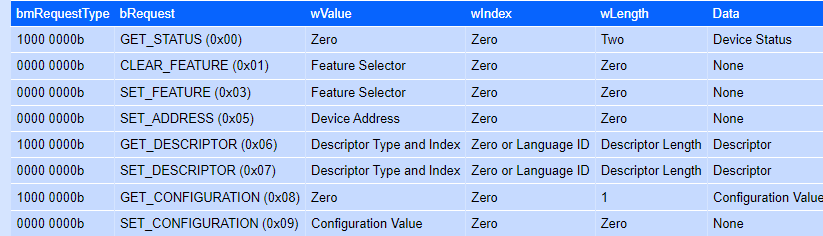 bmRequestType bRequest wValue wIndex wLength Data
1000 0000b GET_STATUS (0x00) Zero Zero Two Device Status
0000 0000b CLEAR_FEATURE (0x01) Feature Selector Zero Zero None
0000 0000b SET_FEATURE (0x03) Feature Selector Zero Zero None
0000 0000b SET_ADDRESS (0x05) Device Address Zero Zero None
1000 0000b GET_DESCRIPTOR (0x06) Descriptor Type and Index Zero or Language ID Descriptor Length Descriptor
0000 0000b SET_DESCRIPTOR (0x07) Descriptor Type and Index Zero or Language ID Descriptor Length Descriptor
1000 0000b GET_CONFIGURATION (0x08) Zero Zero 1 Configuration Value
0000 0000b SET_CONFIGURATION (0x09) Configuration Value Zero Zero None